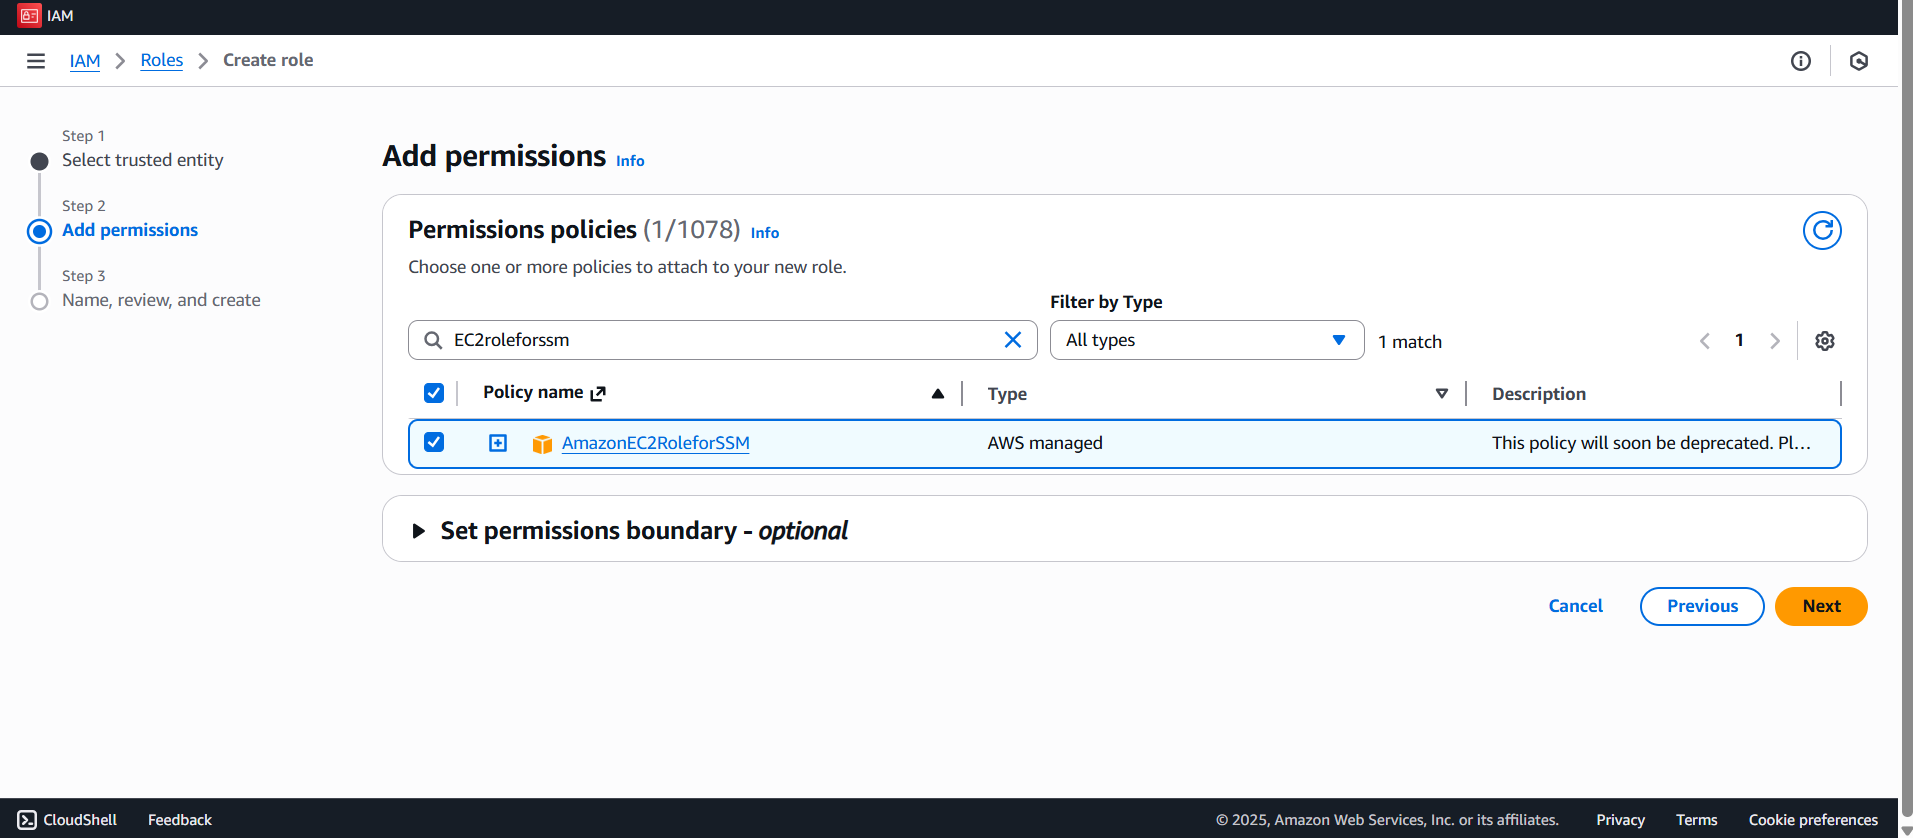 IAM
IAM Roles Create role
Step 1
Select trusted entity
Step 2
Add permissions
Step 3
Name, review, and create
Add permissions Info
Permissions policies (1/1078) Info
Choose one or more policies to attach to your new role.
Filter by Type
EC2roleforssm All types 1 match 1
Policy name Type Description
AmazonEC2RoleforSSM AWS managed This policy will soon be deprecated. Pl...
Set permissions boundary - optional
Cancel Previous Next
CloudShell Feedback © 2025, Amazon Web Services, Inc. or its affiliates. Privacy Terms Cookie preferences